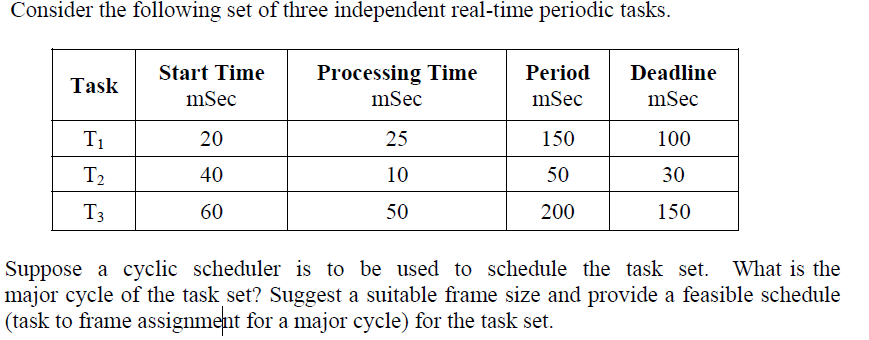 Consider the following set of three independent real-time periodic tasks.
Task Start Time mSec Processing Time mSec Period mSec Deadline mSec
T1 20 25 150 100
T2 40 10 50 30
T3 60 50 200 150
Suppose a cyclic scheduler is to be used to schedule the task set. What is the
major cycle of the task set? Suggest a suitable frame size and provide a feasible schedule
(task to frame assignment for a major cycle) for the task set.